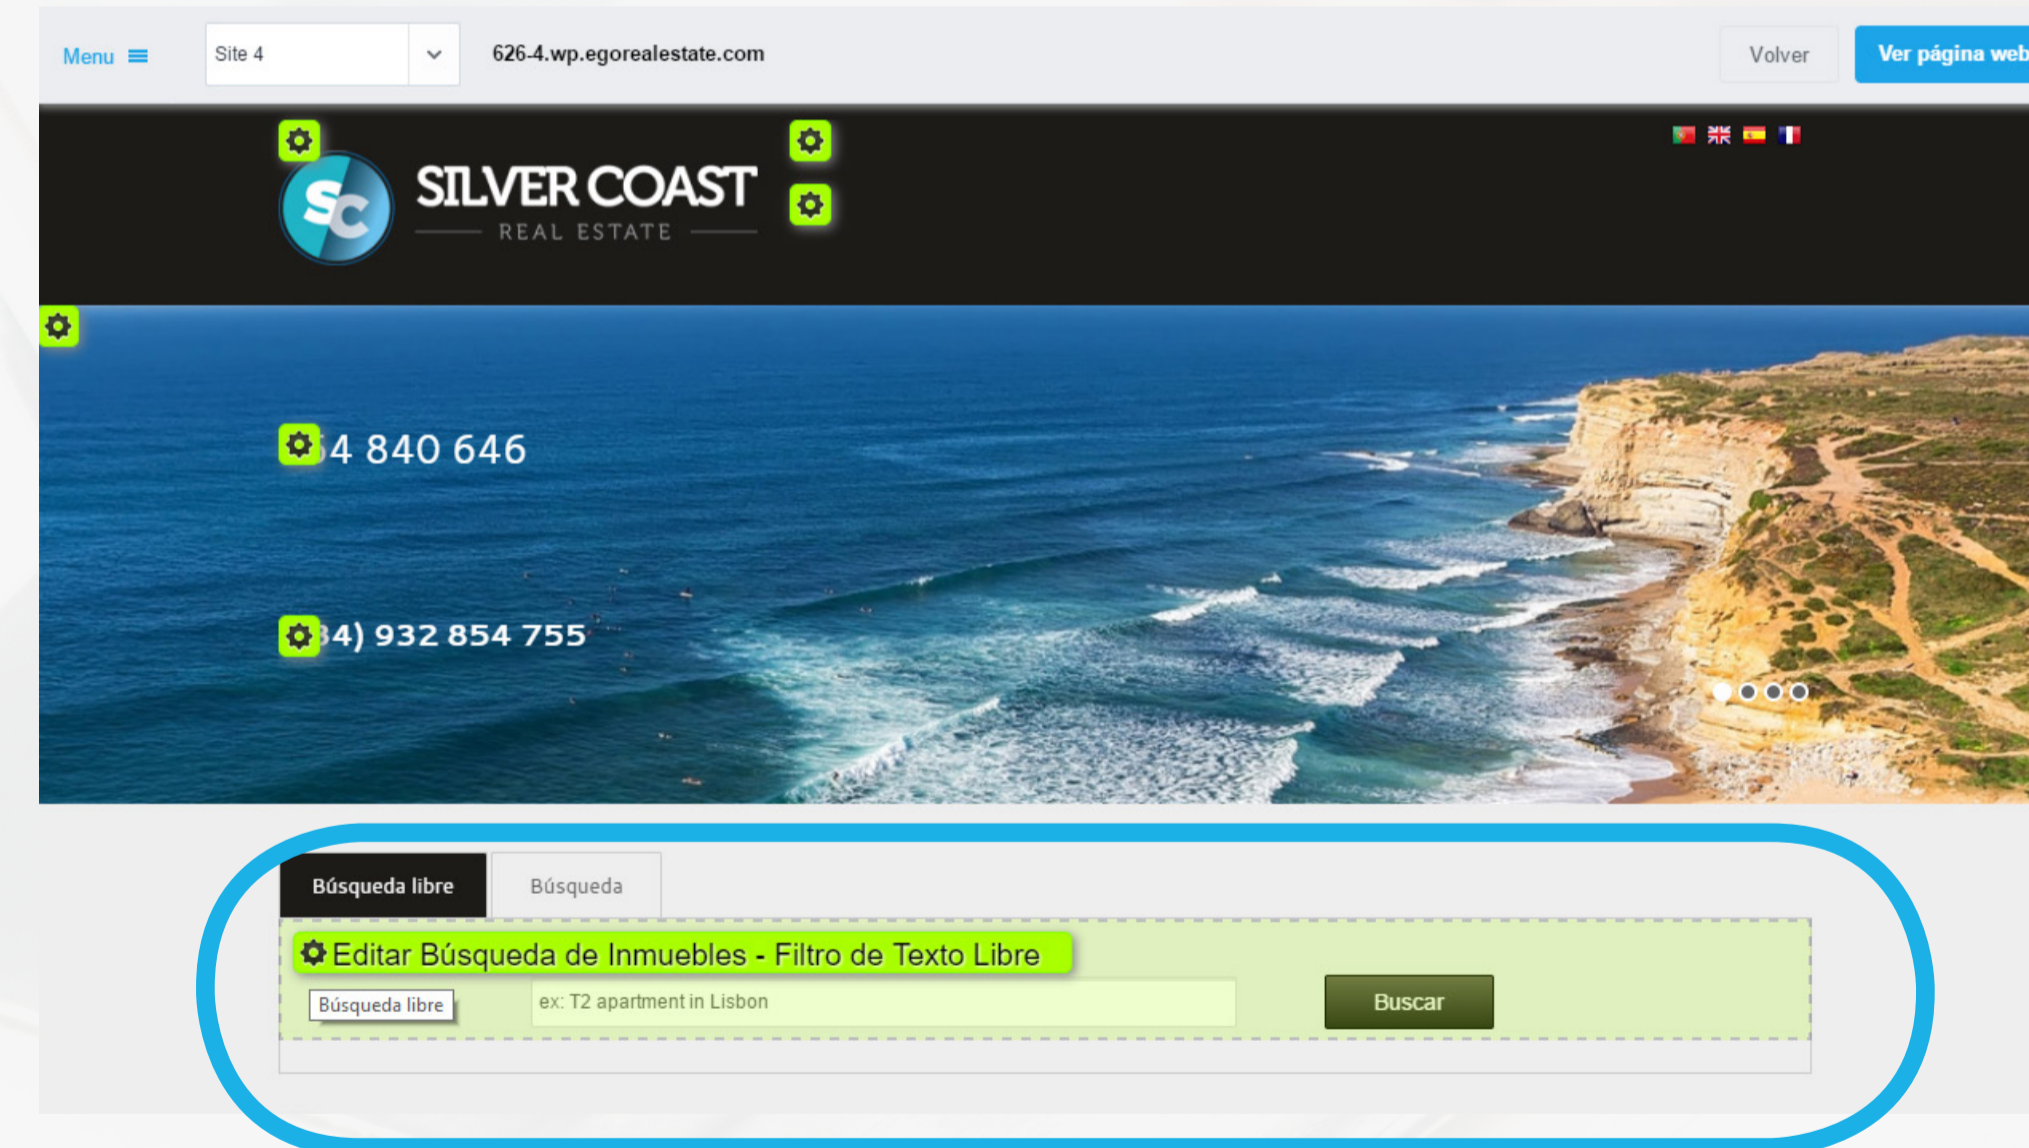 Menu
Site 4
626-4.wp.egorealestate.com
Volver
Ver página web
SC
SILVER COAST
REAL ESTATE
4 840 646
34) 932 854 755
Búsqueda libre
Búsqueda
Editar Búsqueda de Inmuebles - Filtro de Texto Libre
Búsqueda libre
ex: T2 apartment in Lisbon
Buscar